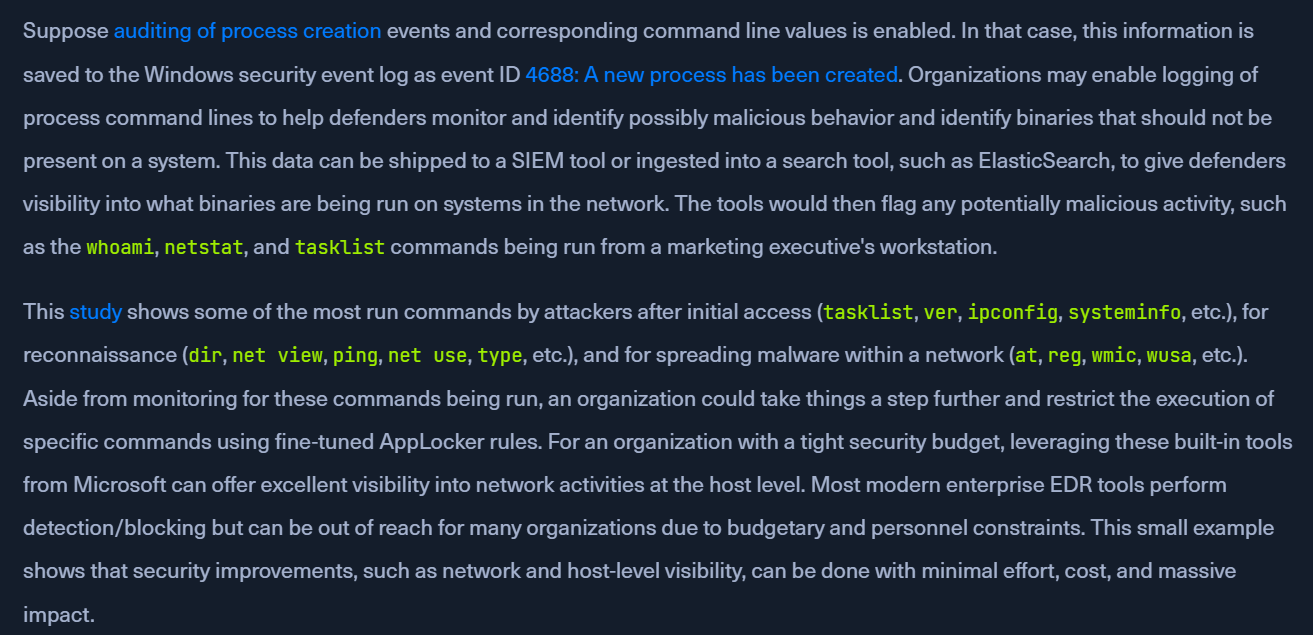 Suppose auditing of process creation events and corresponding command line values is enabled. In that case, this information is
saved to the Windows security event log as event ID 4688: A new process has been created. Organizations may enable logging of
process command lines to help defenders monitor and identify possibly malicious behavior and identify binaries that should not be
present on a system. This data can be shipped to a SIEM tool or ingested into a search tool, such as ElasticSearch, to give defenders
visibility into what binaries are being run on systems in the network. The tools would then flag any potentially malicious activity, such
as the whoami, netstat, and tasklist commands being run from a marketing executive's workstation.
This study shows some of the most run commands by attackers after initial access (tasklist, ver, ipconfig, systeminfo, etc.), for
reconnaissance (dir, net view, ping, net use, type, etc.), and for spreading malware within a network (at, reg, wmic, wusa, etc.).
Aside from monitoring for these commands being run, an organization could take things a step further and restrict the execution of
specific commands using fine-tuned AppLocker rules. For an organization with a tight security budget, leveraging these built-in tools
from Microsoft can offer excellent visibility into network activities at the host level. Most modern enterprise EDR tools perform
detection/blocking but can be out of reach for many organizations due to budgetary and personnel constraints. This small example
shows that security improvements, such as network and host-level visibility, can be done with minimal effort, cost, and massive
impact.